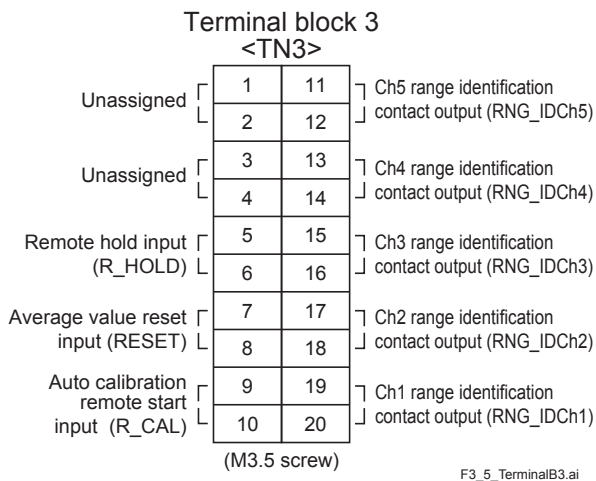 Terminal block 3
<TN3>
Unassigned
1 11
Ch5 range identification
2 12
contact output (RNG_IDCh5)
Unassigned
3 13
Ch4 range identification
4 14
contact output (RNG_IDCh4)
Remote hold input
(R_HOLD)
5 15
Ch3 range identification
6 16
contact output (RNG_IDCh3)
Average value reset
input (RESET)
7 17
Ch2 range identification
8 18
contact output (RNG_IDCh2)
Auto calibration
remote start
input (R_CAL)
9 19
Ch1 range identification
10 20
contact output (RNG_IDCh1)
(M3.5 screw)
F3_5_TerminalB3.ai